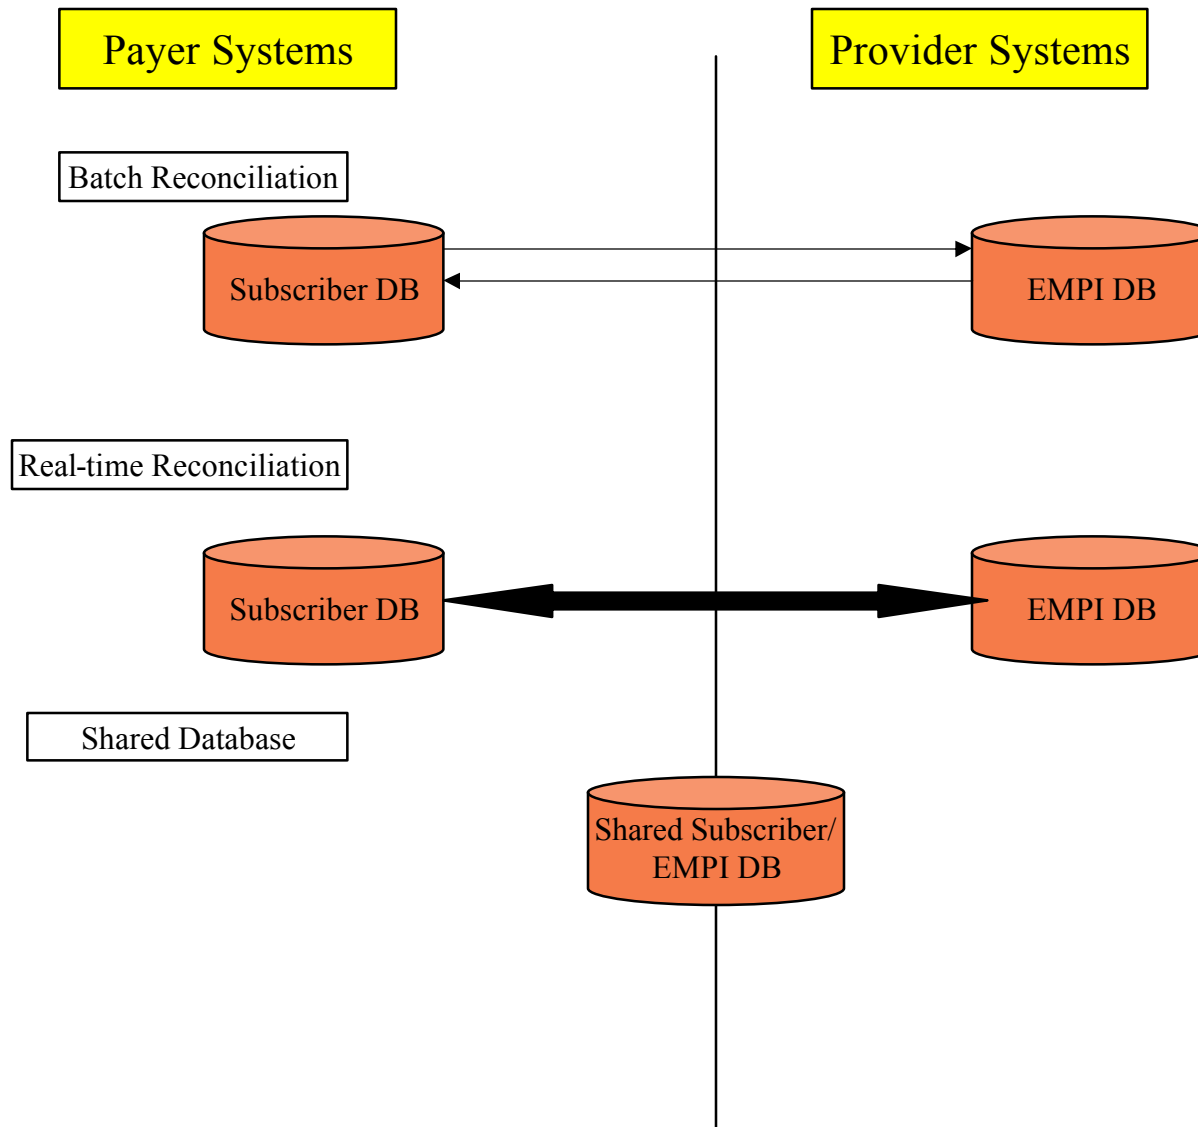 Payer Systems
Provider Systems
Batch Reconciliation
Subscriber DB
EMPI DB
Real-time Reconciliation
Subscriber DB
EMPI DB
Shared Database
Shared Subscriber/
EMPI DB